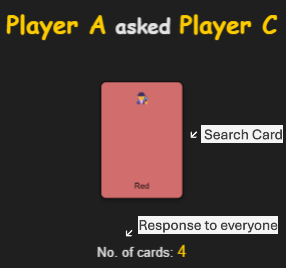 Player A asked Player C
Search Card
Red
Response to everyone
No. of cards: 4